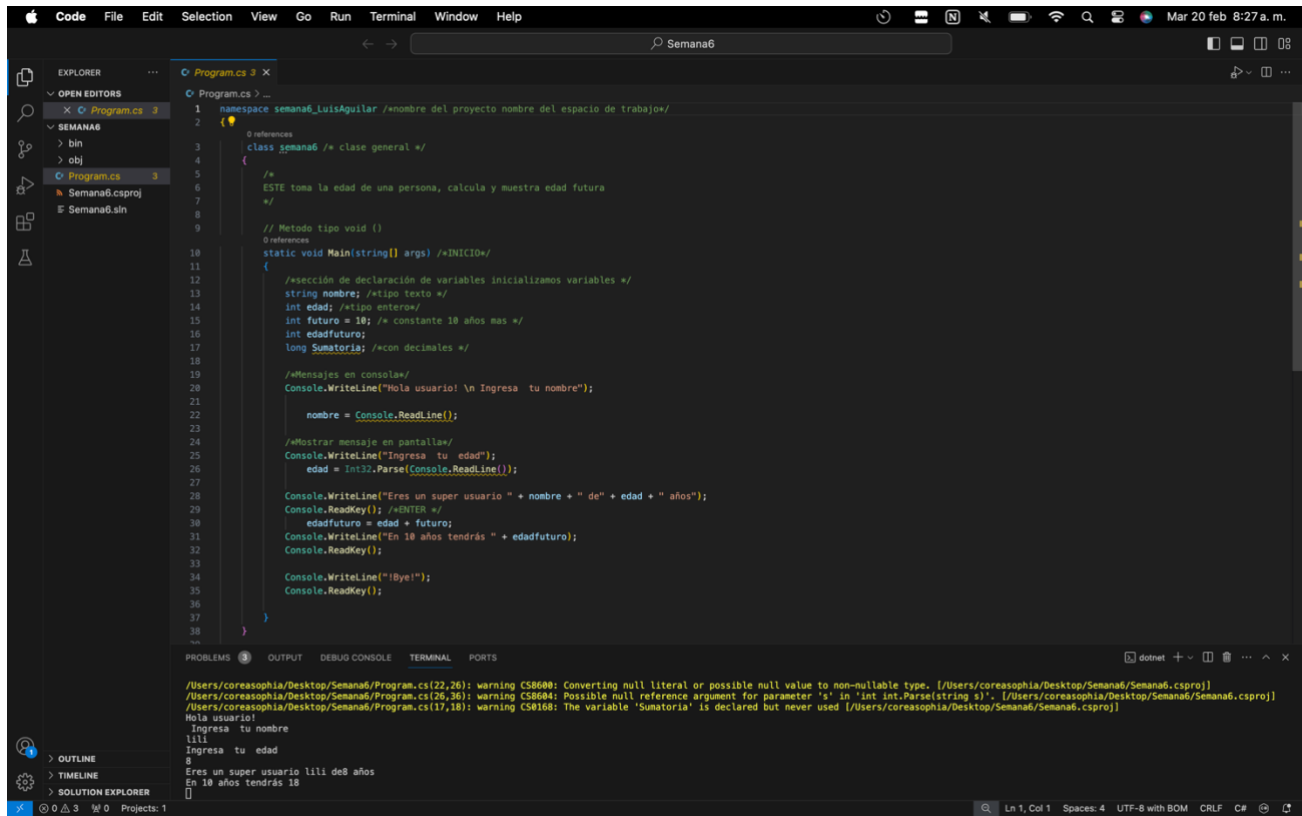 Code File Edit Selection View Go Run Terminal Window Help Mar 20 feb 8:27 a. m.
Semana6
EXPLORER
Program.cs 3
OPEN EDITORS
Program.cs 3
SEMANA6
bin
obj
Program.cs 3
Semana6.csproj
Semana6.sln
Program.cs > ...
1 namespace semana6_LuisAguilar /*nombre del proyecto nombre del espacio de trabajo*/
2 {
0 references
3 class semana6 /* clase general */
4 {
5 /*
6 ESTE toma la edad de una persona, calcula y muestra edad futura
7 */
8
9 // Metodo tipo void ()
0 references
10 static void Main(string[] args) /*INICIO*/
11 {
12 /*sección de declaración de variables inicializamos variables */
13 string nombre; /*tipo texto */
14 int edad; /*tipo entero*/
15 int futuro = 10; /* constante 10 años mas */
16 int edadfuturo;
17 long Sumatoria; /*con decimales */
18
19 /*Mensajes en consola*/
20 Console.WriteLine("Hola usuario! \n Ingresa  tu nombre");
21
22 nombre = Console.ReadLine();
23
24 /*Mostrar mensaje en pantalla*/
25 Console.WriteLine("Ingresa  tu  edad");
26 edad = Int32.Parse(Console.ReadLine());
27
28 Console.WriteLine("Eres un super usuario " + nombre + " de" + edad + " años");
29 Console.ReadKey(); /*ENTER */
30 edadfuturo = edad + futuro;
31 Console.WriteLine("En 10 años tendrás " + edadfuturo);
32 Console.ReadKey();
33
34 Console.WriteLine("!Bye!");
35 Console.ReadKey();
36
37 }
38 }
PROBLEMS 3 OUTPUT DEBUG CONSOLE TERMINAL PORTS dotnet
/Users/coreasophia/Desktop/Semana6/Program.cs(22,26): warning CS8600: Converting null literal or possible null value to non-nullable type. [/Users/coreasophia/Desktop/Semana6/Semana6.csproj]
/Users/coreasophia/Desktop/Semana6/Program.cs(26,36): warning CS8604: Possible null reference argument for parameter 's' in 'int int.Parse(string s)'. [/Users/coreasophia/Desktop/Semana6/Semana6.csproj]
/Users/coreasophia/Desktop/Semana6/Program.cs(17,18): warning CS0168: The variable 'Sumatoria' is declared but never used [/Users/coreasophia/Desktop/Semana6/Semana6.csproj]
Hola usuario!
Ingresa  tu nombre
lili
Ingresa  tu  edad
8
Eres un super usuario lili de8 años
En 10 años tendrás 18
OUTLINE
TIMELINE
SOLUTION EXPLORER
0 3 0 Projects: 1 Ln 1, Col 1 Spaces: 4 UTF-8 with BOM CRLF C#